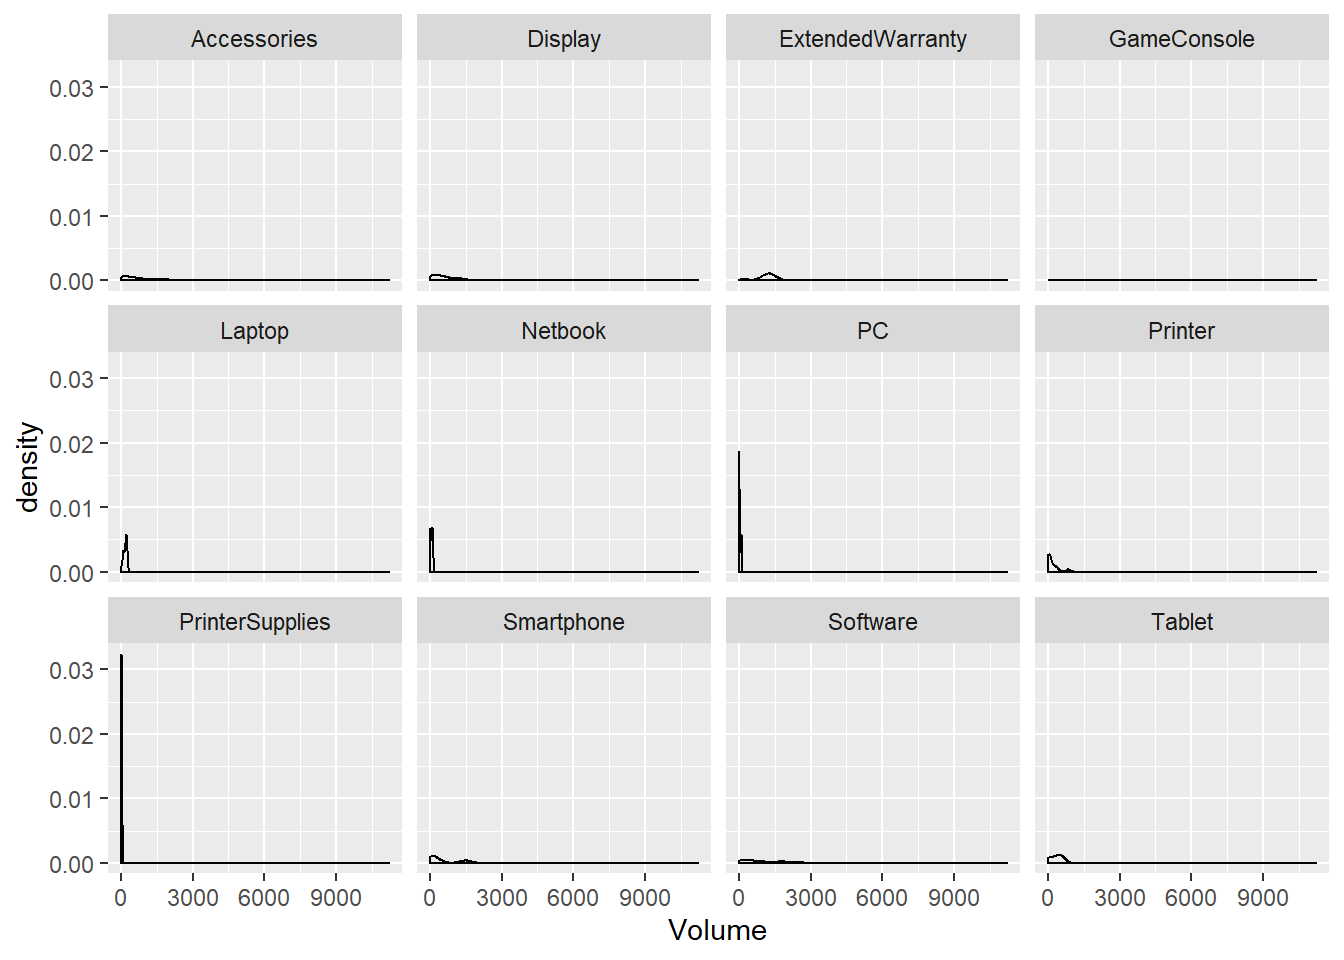 Accessories Display ExtendedWarranty GameConsole
0.03
0.02
0.01
0.00
Laptop Netbook PC Printer
0.03
0.02
0.01
0.00
PrinterSupplies Smartphone Software Tablet
0.03
0.02
0.01
0.00
0 3000 6000 9000 0 3000 6000 9000 0 3000 6000 9000 0 3000 6000 9000
Volume
density